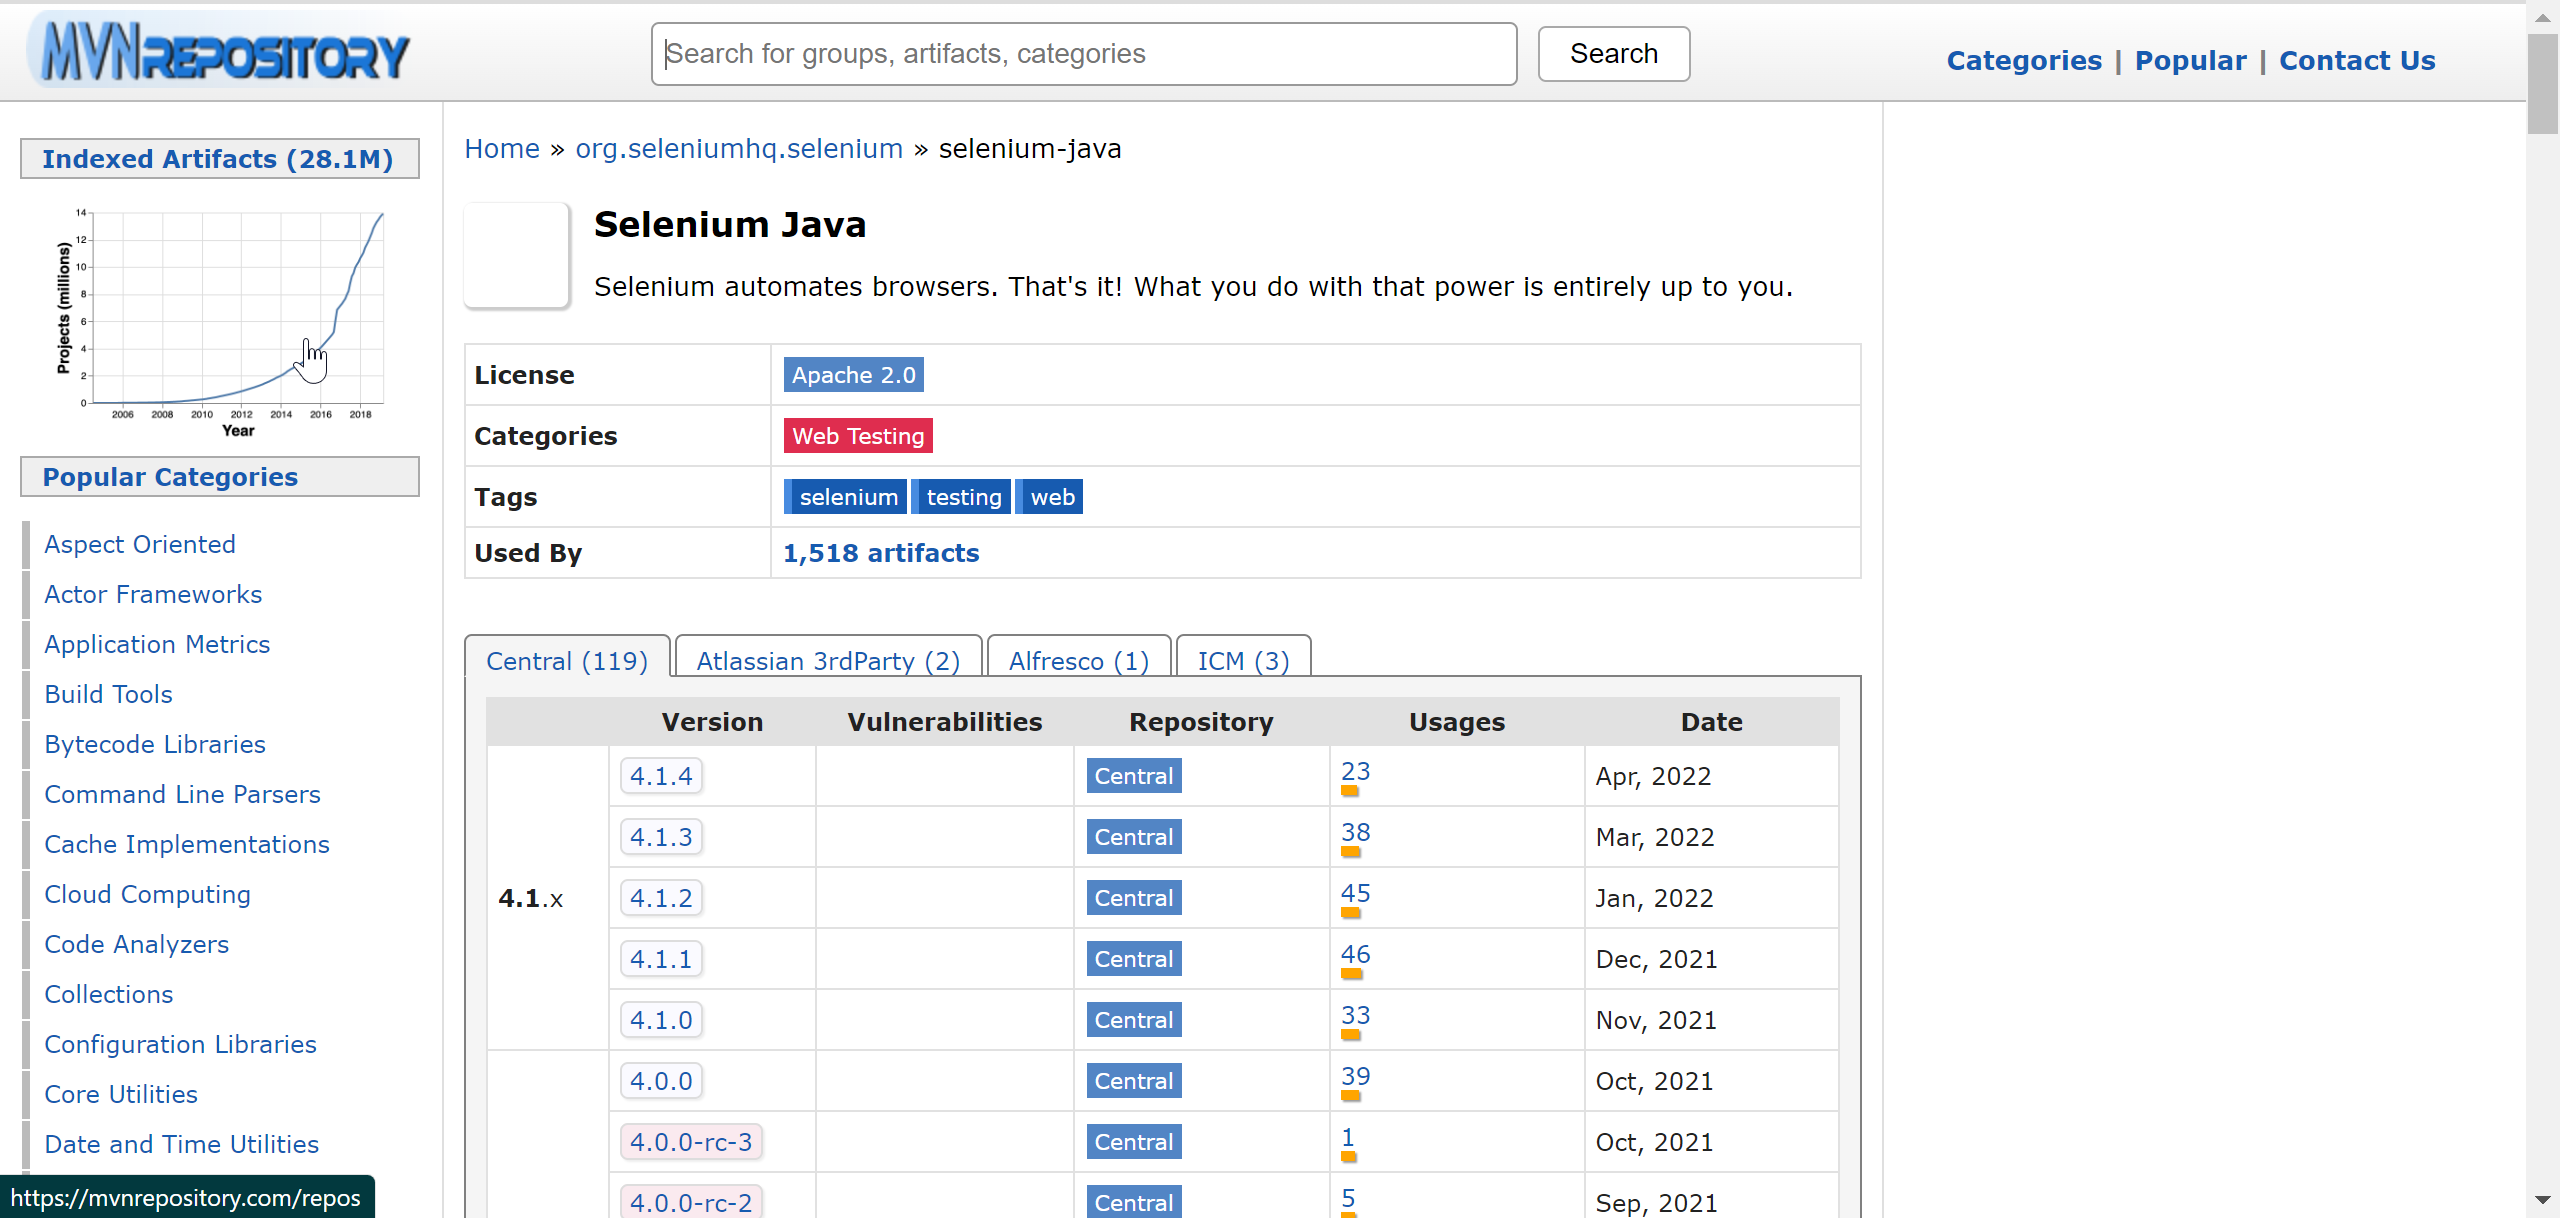 MVNREPOSITORY
Search for groups, artifacts, categories
Search
Categories | Popular | Contact Us
Indexed Artifacts (28.1M)
Projects (millions)
14
12
10
8
6
4
2
0
2006 2008 2010 2012 2014 2016 2018
Year
Popular Categories
Aspect Oriented
Actor Frameworks
Application Metrics
Build Tools
Bytecode Libraries
Command Line Parsers
Cache Implementations
Cloud Computing
Code Analyzers
Collections
Configuration Libraries
Core Utilities
Date and Time Utilities
https://mvnrepository.com/repos
Home » org.seleniumhq.selenium » selenium-java
Selenium Java
Selenium automates browsers. That's it! What you do with that power is entirely up to you.
License Apache 2.0
Categories Web Testing
Tags selenium testing web
Used By 1,518 artifacts
Central (119) Atlassian 3rdParty (2) Alfresco (1) ICM (3)
Version Vulnerabilities Repository Usages Date
4.1.x
4.1.4 Central 23 Apr, 2022
4.1.3 Central 38 Mar, 2022
4.1.2 Central 45 Jan, 2022
4.1.1 Central 46 Dec, 2021
4.1.0 Central 33 Nov, 2021
4.0.0 Central 39 Oct, 2021
4.0.0-rc-3 Central 1 Oct, 2021
4.0.0-rc-2 Central 5 Sep, 2021